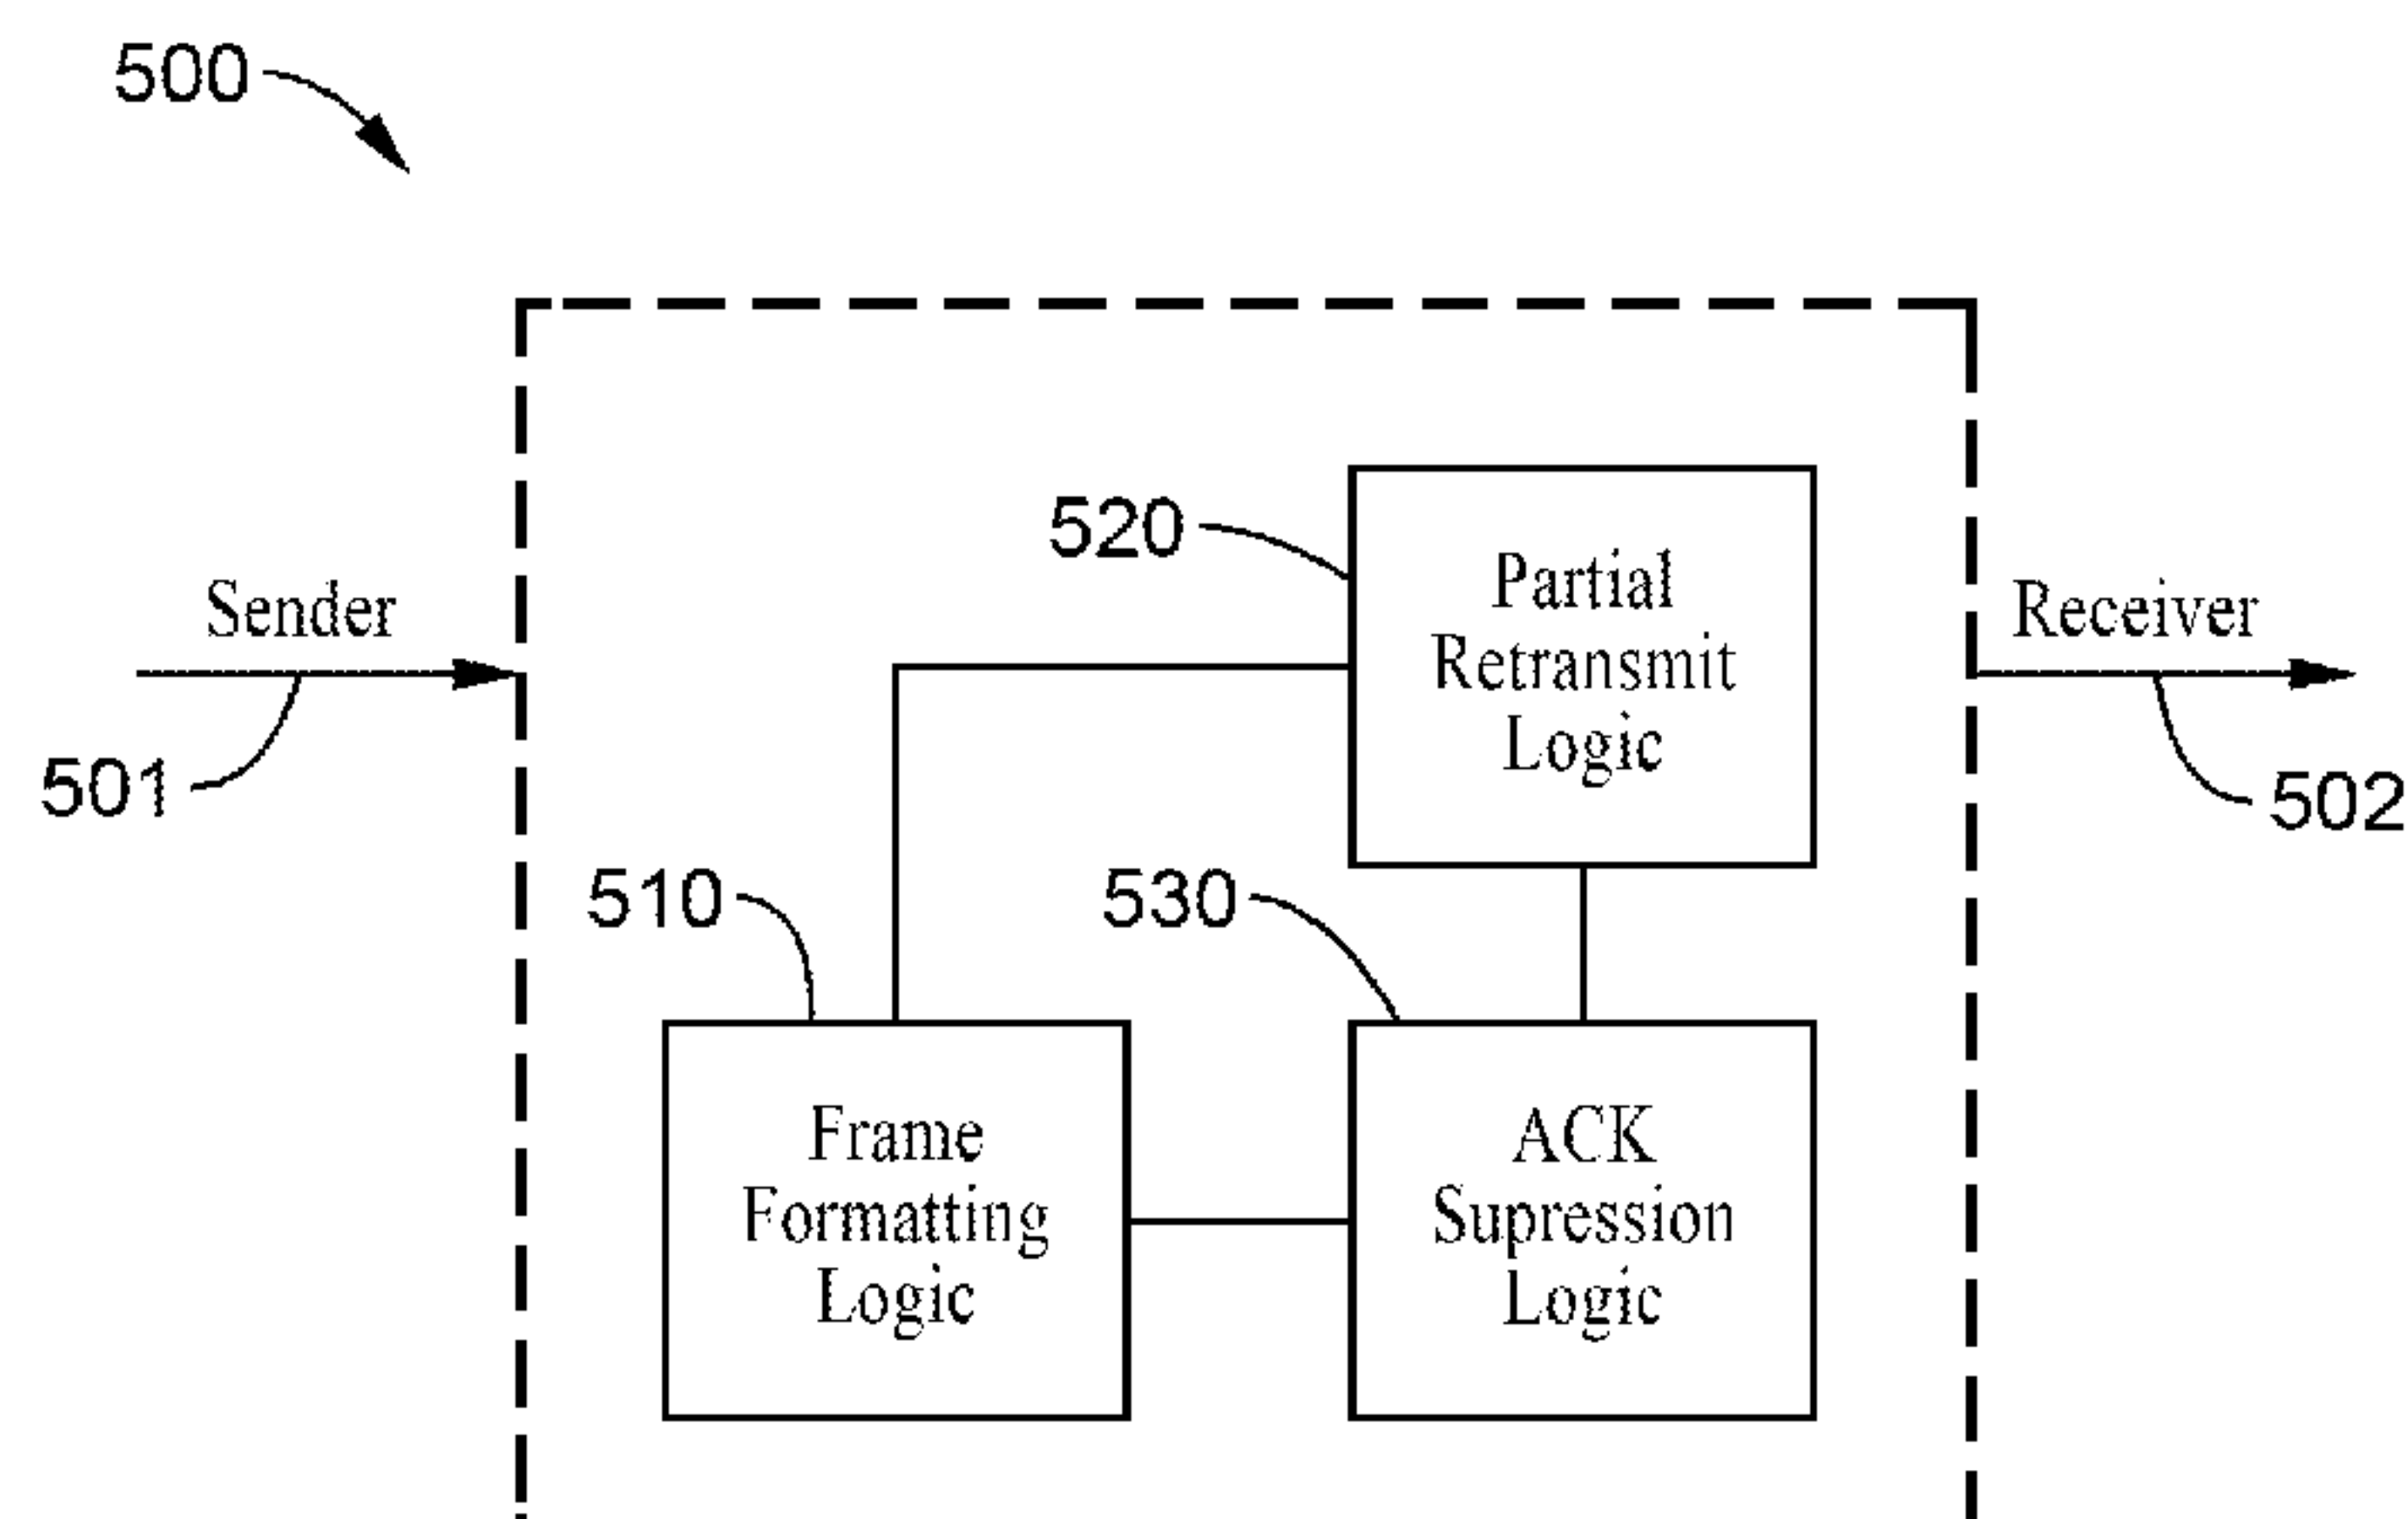 500
520
Partial
Retransmit
Logic
Sender
Receiver
501
502
510
530
Frame
Formatting
Logic
ACK
Supression
Logic